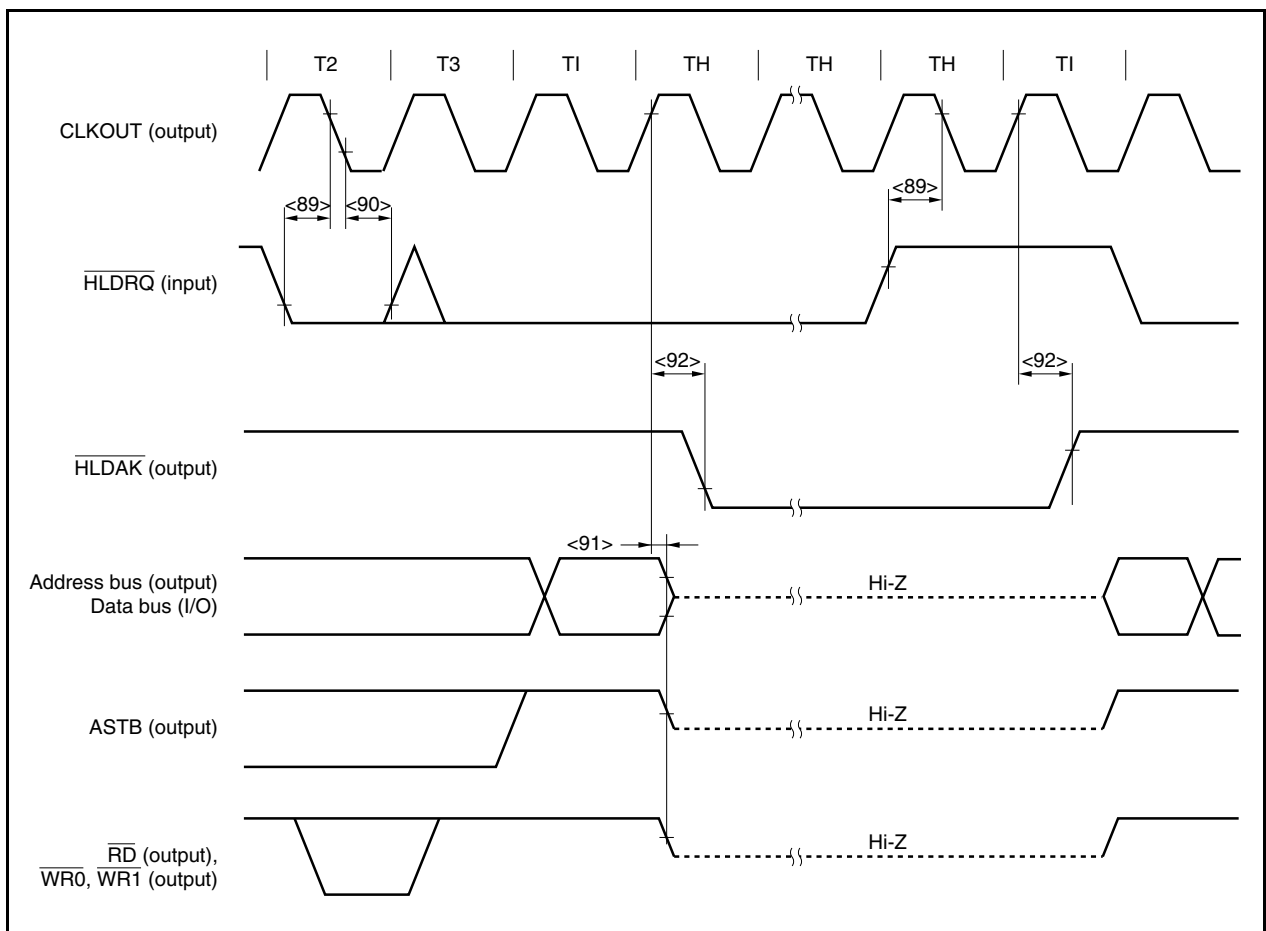 T2 T3 TI TH TH TH TI
CLKOUT (output)
<89> <90> <89>
HLDRQ (input)
<92> <92>
HLDAK (output)
<91>
Address bus (output)
Data bus (I/O)
Hi-Z
ASTB (output)
Hi-Z
RD (output),
WR0, WR1 (output)
Hi-Z